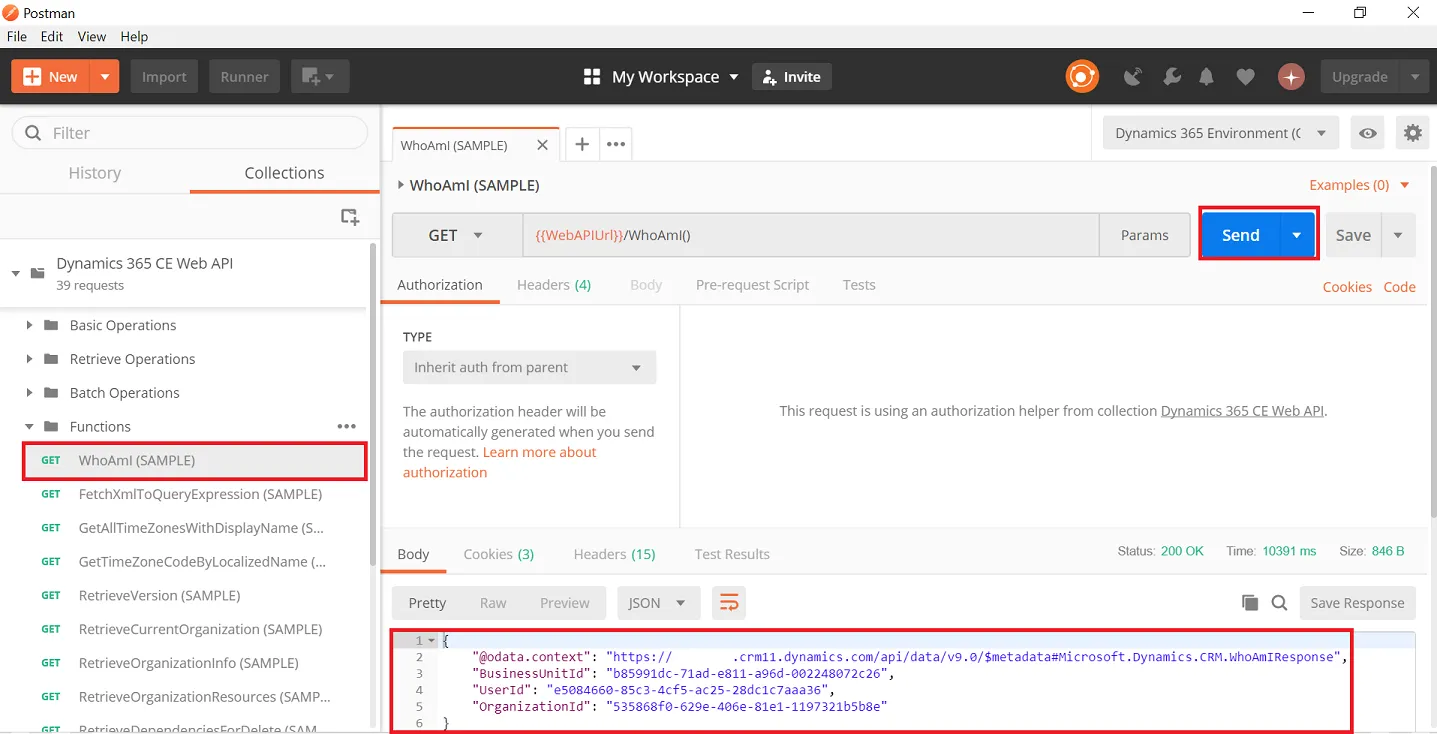 Postman
File Edit View Help
New Import Runner My Workspace Invite Upgrade
Filter
History Collections
Dynamics 365 CE Web API
39 requests
Basic Operations
Retrieve Operations
Batch Operations
Functions
GET WhoAmI (SAMPLE)
GET FetchXmlToQueryExpression (SAMPLE)
GET GetAllTimeZonesWithDisplayName (S...
GET GetTimeZoneCodeByLocalizedName (...
GET RetrieveVersion (SAMPLE)
GET RetrieveCurrentOrganization (SAMPLE)
GET RetrieveOrganizationInfo (SAMPLE)
GET RetrieveOrganizationResources (SAMP...
GET RetrieveDependenciesForDelete (SAM
WhoAmI (SAMPLE)
Dynamics 365 Environment (C
WhoAmI (SAMPLE) Examples (0)
GET {{WebAPIUrl}}/WhoAmI() Params Send Save
Authorization Headers (4) Body Pre-request Script Tests Cookies Code
TYPE
Inherit auth from parent
The authorization header will be
automatically generated when you send
the request. Learn more about
authorization
This request is using an authorization helper from collection Dynamics 365 CE Web API.
Body Cookies (3) Headers (15) Test Results Status: 200 OK Time: 10391 ms Size: 846 B
Pretty Raw Preview JSON Save Response
1 {
2 "@odata.context": "https:// .crm11.dynamics.com/api/data/v9.0/$metadata#Microsoft.Dynamics.CRM.WhoAmIResponse",
3 "BusinessUnitId": "b85991dc-71ad-e811-a96d-002248072c26",
4 "UserId": "e5084660-85c3-4cf5-ac25-28dc1c7aaa36",
5 "OrganizationId": "535868f0-629e-406e-81e1-1197321b5b8e"
6 }